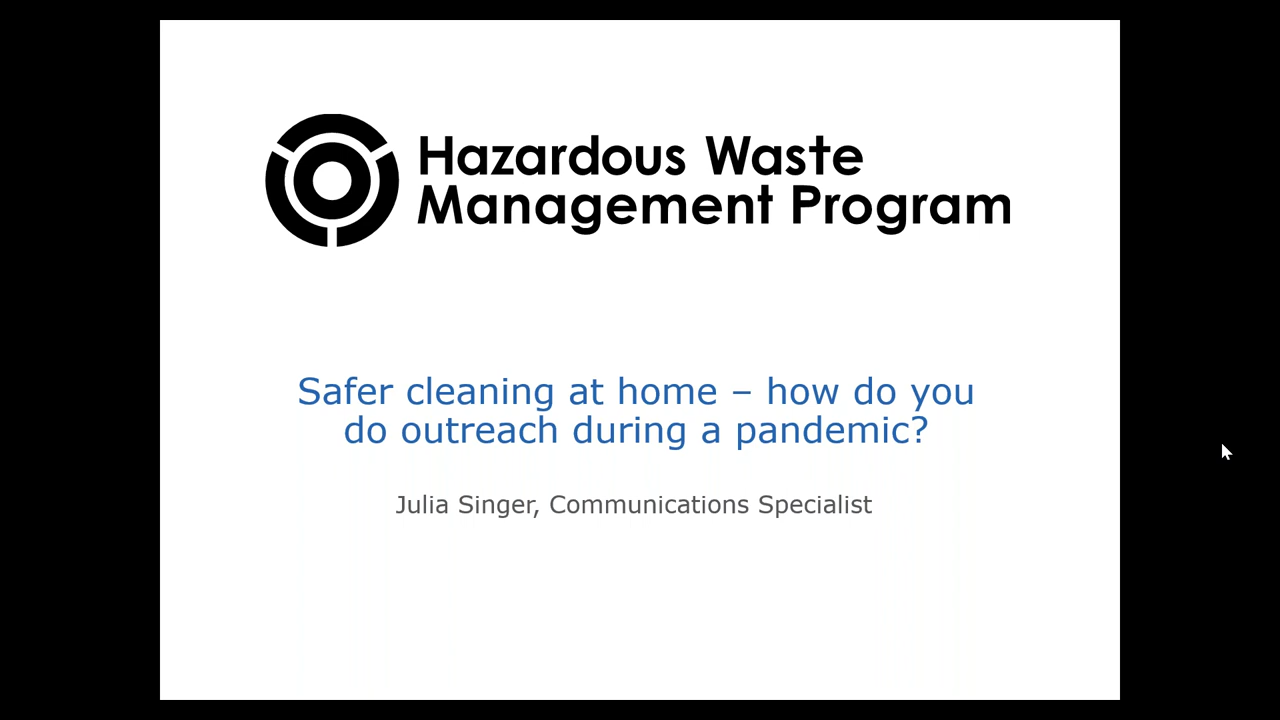 Hazardous Waste
Management Program
Safer cleaning at home – how do you
do outreach during a pandemic?
Julia Singer, Communications Specialist